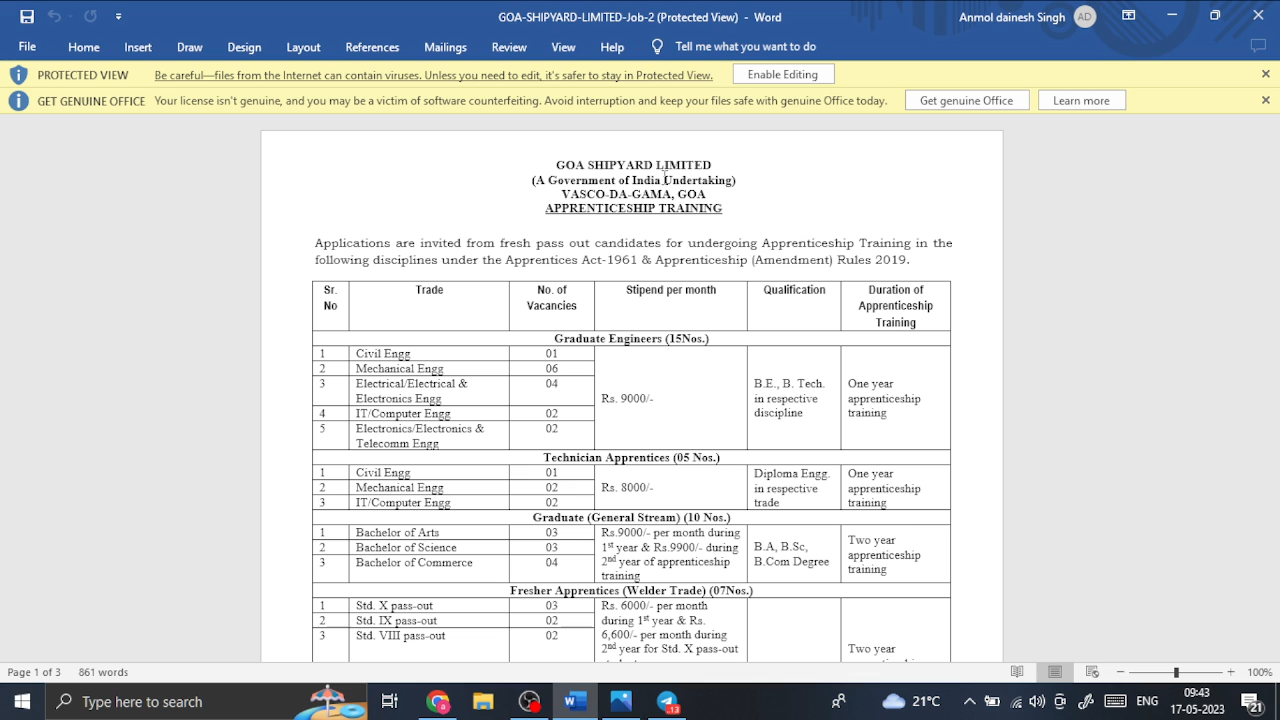 GOA-SHIPYARD-LIMITED-Job-2 (Protected View) - Word
Anmol dainesh Singh AD
File Home Insert Draw Design Layout References Mailings Review View Help Tell me what you want to do
PROTECTED VIEW Be careful—files from the Internet can contain viruses. Unless you need to edit, it's safer to stay in Protected View. Enable Editing
GET GENUINE OFFICE Your license isn't genuine, and you may be a victim of software counterfeiting. Avoid interruption and keep your files safe with genuine Office today. Get genuine Office Learn more
GOA SHIPYARD LIMITED
(A Government of India Undertaking)
VASCO-DA-GAMA, GOA
APPRENTICESHIP TRAINING
Applications are invited from fresh pass out candidates for undergoing Apprenticeship Training in the
following disciplines under the Apprentices Act-1961 & Apprenticeship (Amendment) Rules 2019.
Sr. No Trade No. of Vacancies Stipend per month Qualification Duration of Apprenticeship Training
Graduate Engineers (15Nos.)
1 Civil Engg 01
2 Mechanical Engg 06
3 Electrical/Electrical & Electronics Engg 04
4 IT/Computer Engg 02
5 Electronics/Electronics & Telecomm Engg 02
Rs. 9000/-
B.E., B. Tech. in respective discipline
One year apprenticeship training
Technician Apprentices (05 Nos.)
1 Civil Engg 01
2 Mechanical Engg 02
3 IT/Computer Engg 02
Rs. 8000/-
Diploma Engg. in respective trade
One year apprenticeship training
Graduate (General Stream) (10 Nos.)
1 Bachelor of Arts 03
2 Bachelor of Science 03
3 Bachelor of Commerce 04
Rs.9000/- per month during
1st year & Rs.9900/- during
2nd year of apprenticeship
training
B.A, B.Sc,
B.Com Degree
Two year
apprenticeship
training
Fresher Apprentices (Welder Trade) (07Nos.)
1 Std. X pass-out 03
2 Std. IX pass-out 02
3 Std. VIII pass-out 02
Rs. 6000/- per month
during 1st year & Rs.
6,600/- per month during
2nd year for Std. X pass-out
Two year
Page 1 of 3 861 words 100%
Type here to search 13 21°C ENG 09:43 17-05-2023 21